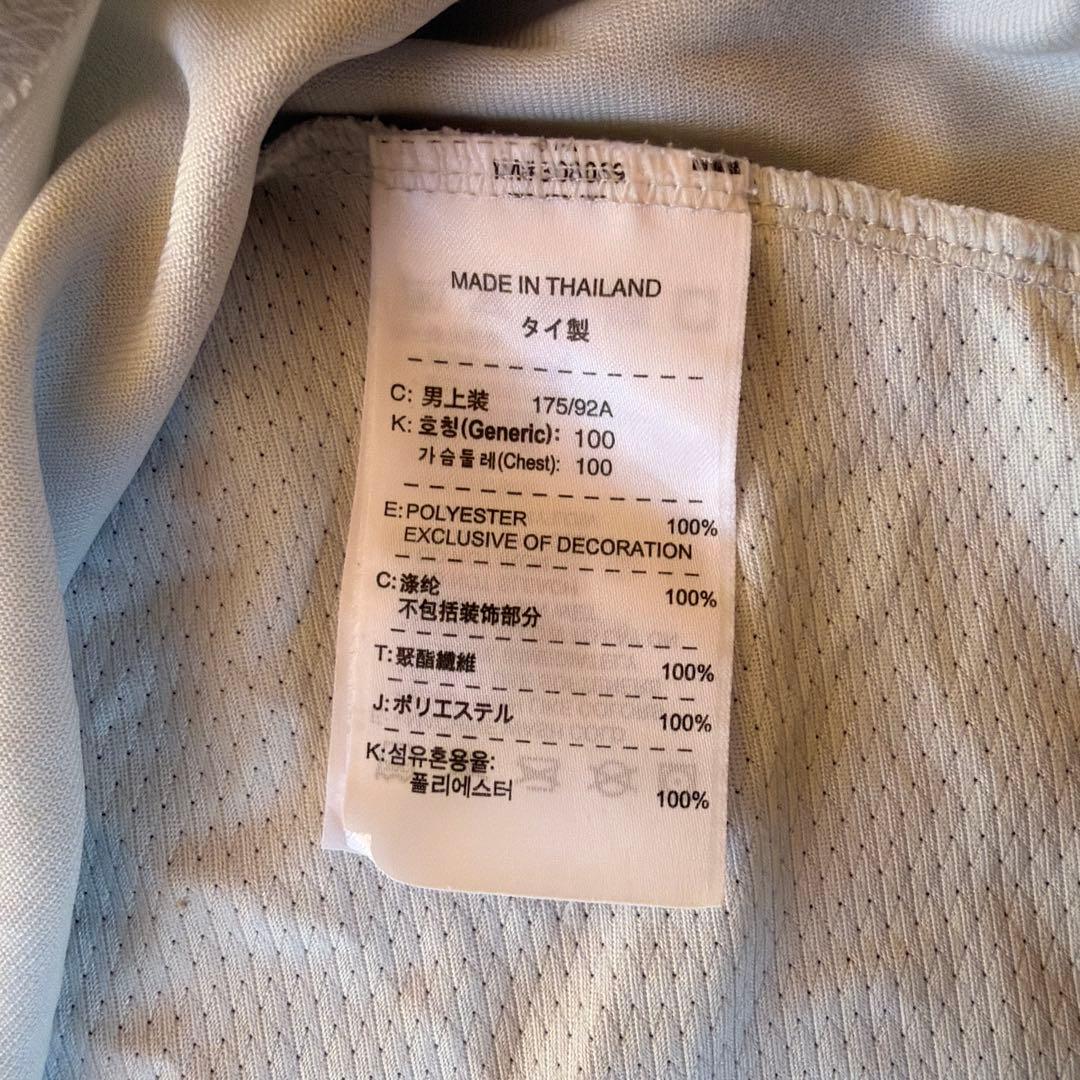 MADE IN THAILAND
タイ製
C: 男上装 175/92A
K: 호칭(Generic): 100
가슴둘레(Chest): 100
E: POLYESTER 100%
EXCLUSIVE OF DECORATION
C: 涤纶 100%
不包括装饰部分
T: 聚酯纖維 100%
J: ポリエステル 100%
K: 섬유혼용율:
폴리에스터 100%